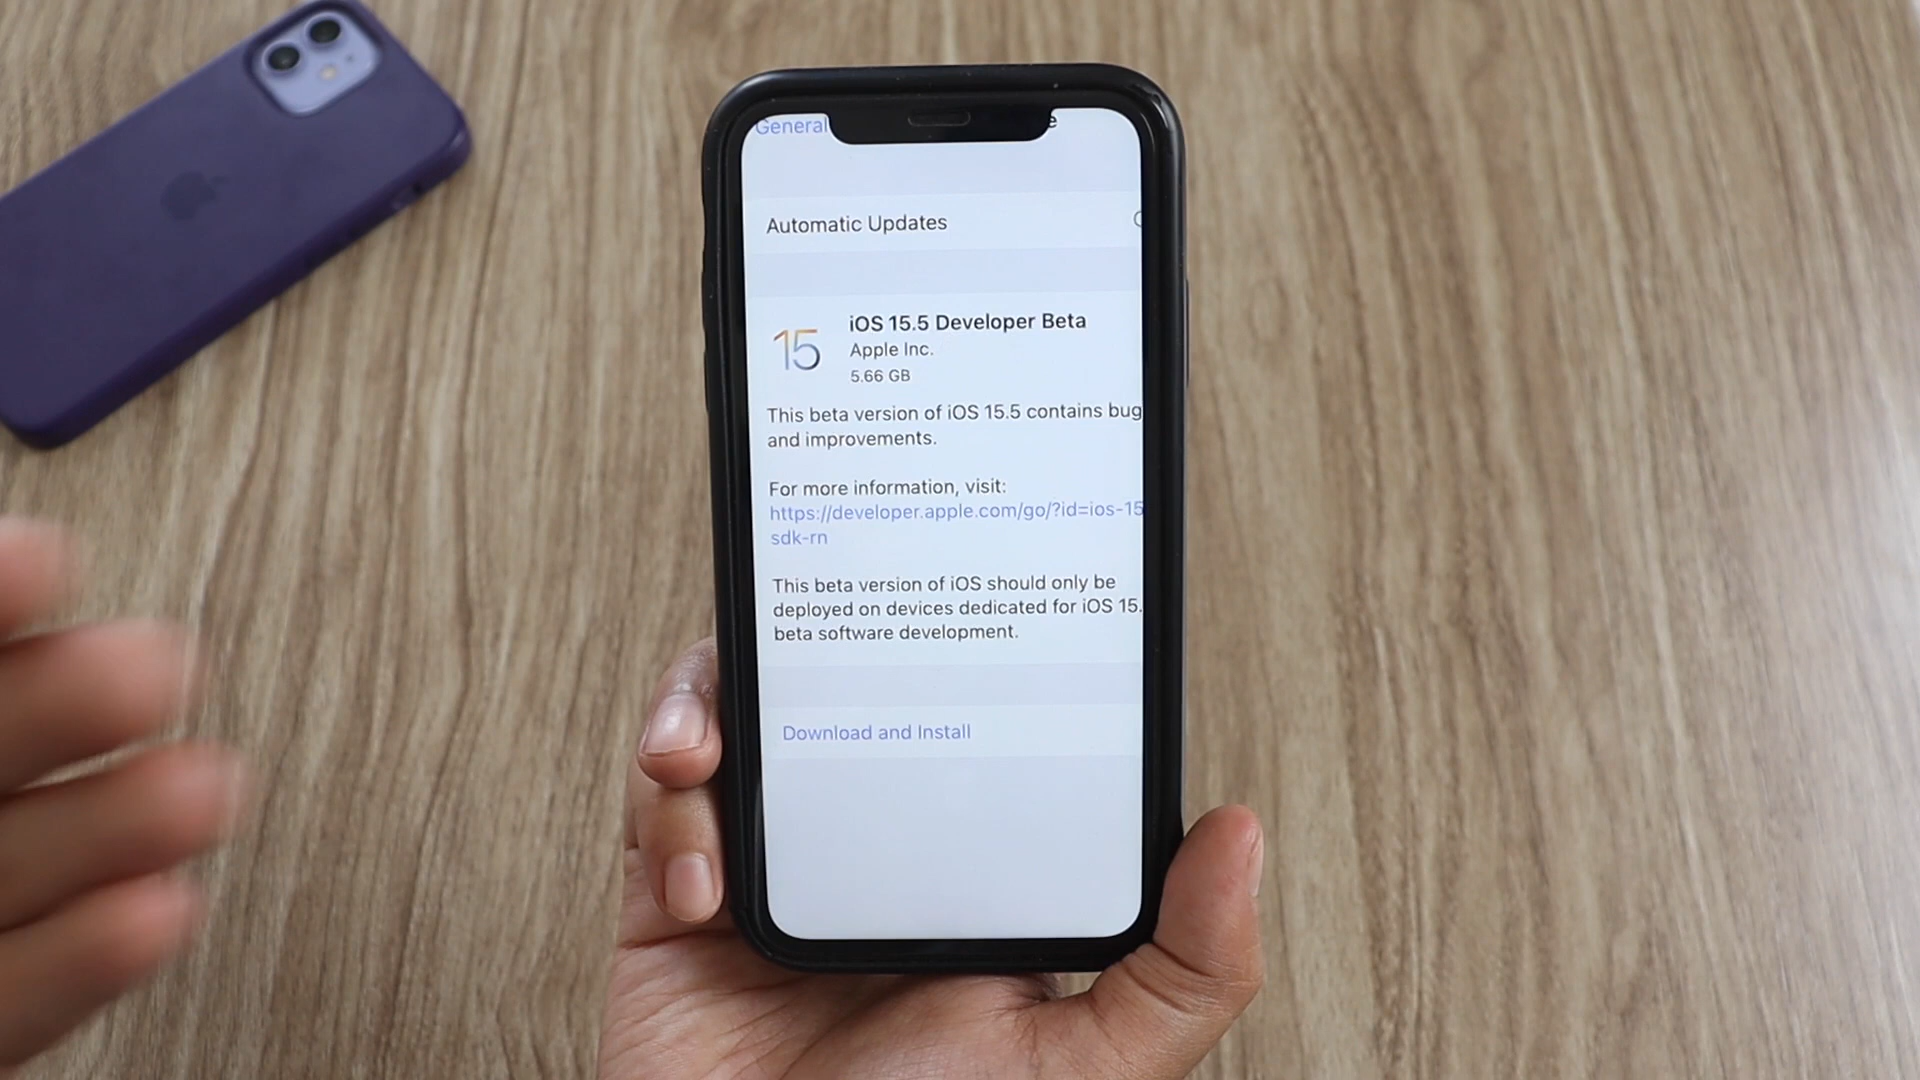 General
Automatic Updates
15
iOS 15.5 Developer Beta
Apple Inc.
5.66 GB
This beta version of iOS 15.5 contains bug
and improvements.
For more information, visit:
https://developer.apple.com/go/?id=ios-15
sdk-rn
This beta version of iOS should only be
deployed on devices dedicated for iOS 15.
beta software development.
Download and Install